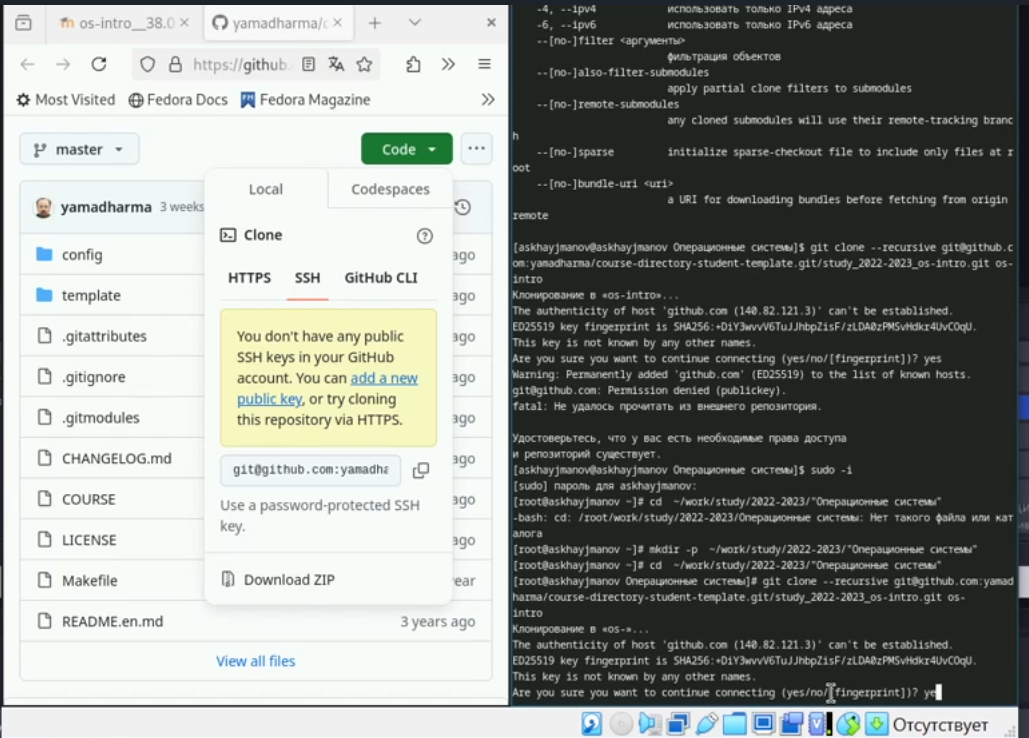 os-intro__38.0
yamadharma/c
https://github.
Most Visited
Fedora Docs
Fedora Magazine
master
Code
Local
Codespaces
yamadharma 3 weeks
Clone
config
ago
HTTPS
SSH
GitHub CLI
template
ago
You don't have any public
SSH keys in your GitHub
account. You can add a new
public key, or try cloning
this repository via HTTPS.
.gitattributes
ago
.gitignore
ago
.gitmodules
ago
CHANGELOG.md
ago
git@github.com:yamadha
COURSE
ago
Use a password-protected SSH
key.
LICENSE
ago
Download ZIP
Makefile
year
README.en.md
3 years ago
View all files
-4, --ipv4 использовать только IPv4 адреса
-6, --ipv6 использовать только IPv6 адреса
--[no-]filter <аргументы>
фильтрация объектов
--[no-]also-filter-submodules
apply partial clone filters to submodules
--[no-]remote-submodules
any cloned submodules will use their remote-tracking branc
h
--[no-]sparse initialize sparse-checkout file to include only files at r
oot
--[no-]bundle-uri <uri>
a URI for downloading bundles before fetching from origin
remote
[askhayjmanov@askhayjmanov Операционные системы]$ git clone --recursive git@github.c
om:yamadharma/course-directory-student-template.git/study_2022-2023_os-intro.git os-
intro
Клонирование в «os-intro»...
The authenticity of host 'github.com (140.82.121.3)' can't be established.
ED25519 key fingerprint is SHA256:+DiY3wvvV6TuJJhbpZisF/zLDA0zPMSvHdkr4UvCOqU.
This key is not known by any other names.
Are you sure you want to continue connecting (yes/no/[fingerprint])? yes
Warning: Permanently added 'github.com' (ED25519) to the list of known hosts.
git@github.com: Permission denied (publickey).
fatal: Не удалось прочитать из внешнего репозитория.
Удостоверьтесь, что у вас есть необходимые права доступа
и репозиторий существует.
[askhayjmanov@askhayjmanov Операционные системы]$ sudo -i
[sudo] пароль для askhayjmanov:
[root@askhayjmanov ~]# cd ~/work/study/2022-2023/"Операционные системы"
-bash: cd: /root/work/study/2022-2023/Операционные системы: Нет такого файла или кат
алога
[root@askhayjmanov ~]# mkdir -p ~/work/study/2022-2023/"Операционные системы"
[root@askhayjmanov ~]# cd ~/work/study/2022-2023/"Операционные системы"
[root@askhayjmanov Операционные системы]# git clone --recursive git@github.com:yamad
harma/course-directory-student-template.git/study_2022-2023_os-intro.git os-
intro
Клонирование в «os-»...
The authenticity of host 'github.com (140.82.121.3)' can't be established.
ED25519 key fingerprint is SHA256:+DiY3wvvV6TuJJhbpZisF/zLDA0zPMSvHdkr4UvCOqU.
This key is not known by any other names.
Are you sure you want to continue connecting (yes/no/[fingerprint])? ye
Отсутствует